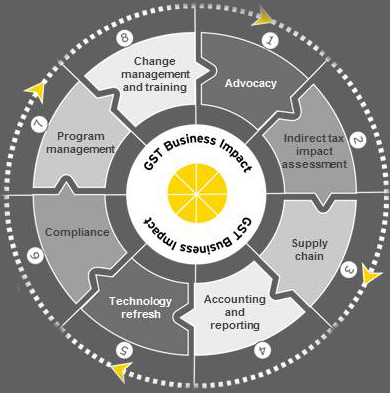 1
Advocacy
2
Indirect tax
impact
assessment
3
Supply
chain
4
Accounting
and
reporting
5
Technology
refresh
6
Compliance
7
Program
management
8
Change
management
and training
GST Business Impact
GST Business Impact